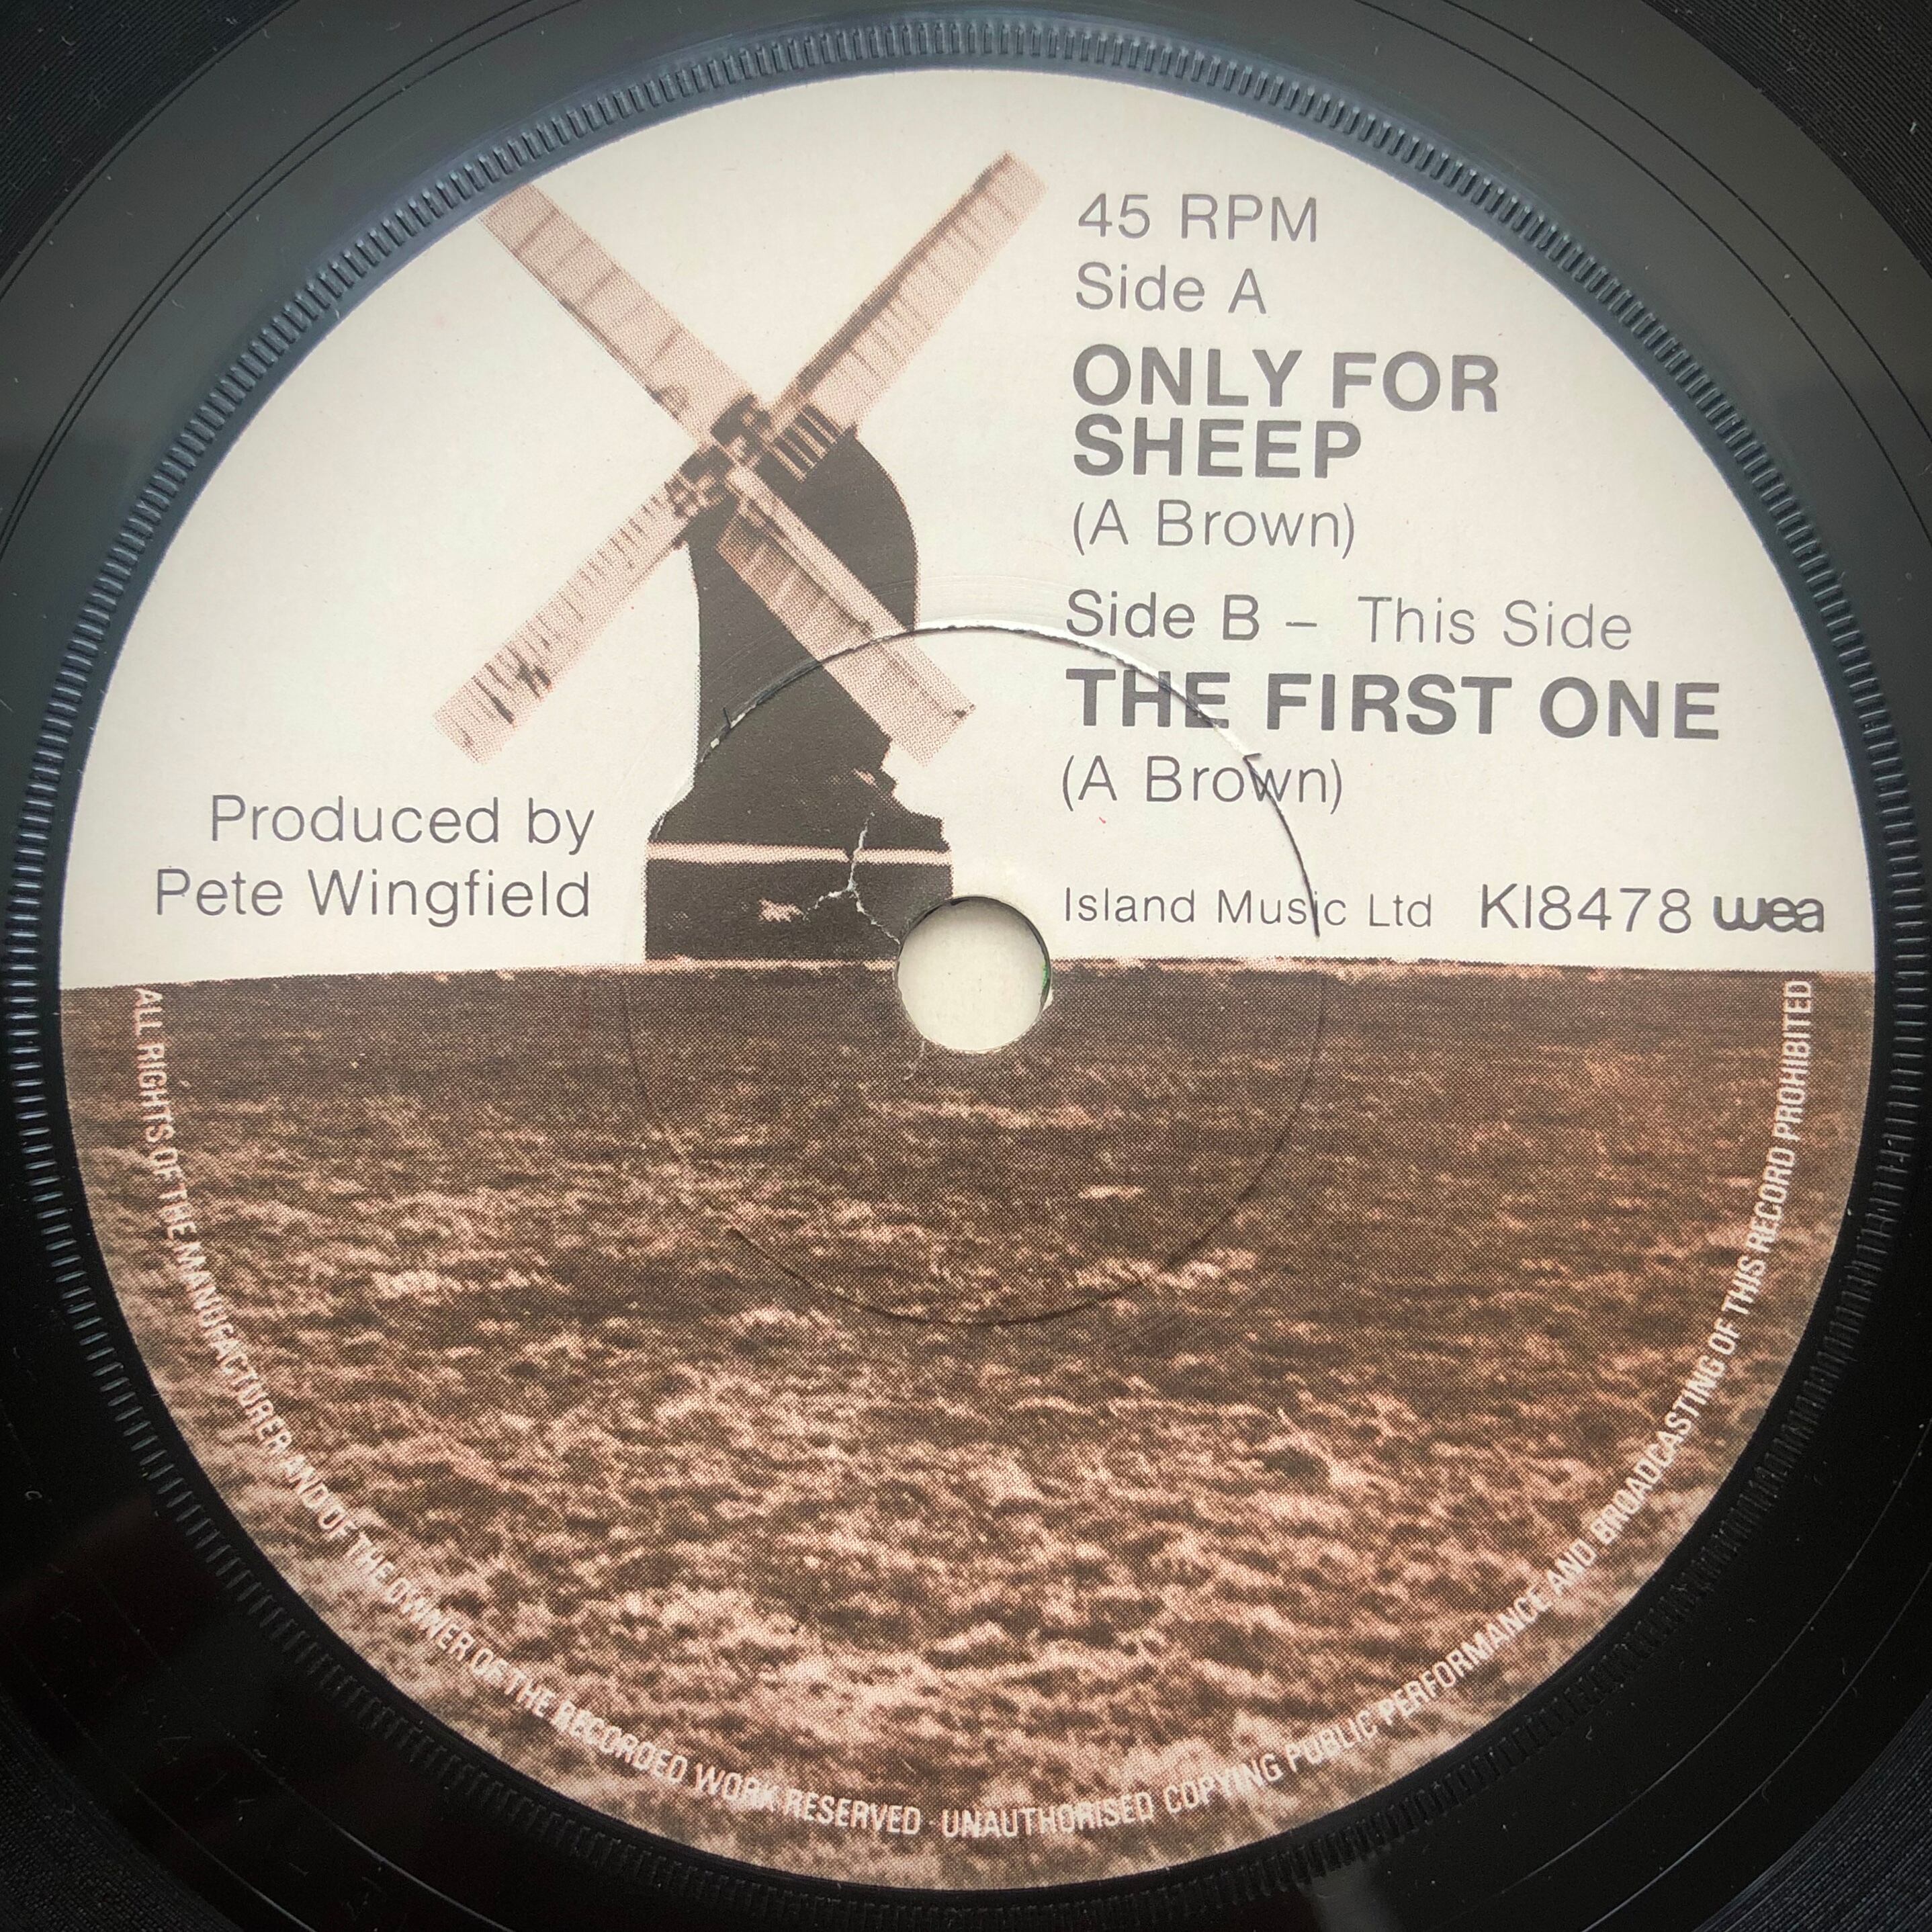 45 RPM
Side A
ONLY FOR
SHEEP
(A Brown)
Side B – This Side
THE FIRST ONE
(A Brown)
Produced by
Pete Wingfield
Island Music Ltd KI8478 wea
ALL RIGHTS OF THE MANUFACTURER AND OF THE OWNER OF THE RECORDED WORK RESERVED · UNAUTHORISED COPYING PUBLIC PERFORMANCE AND BROADCASTING OF THIS RECORD PROHIBITED